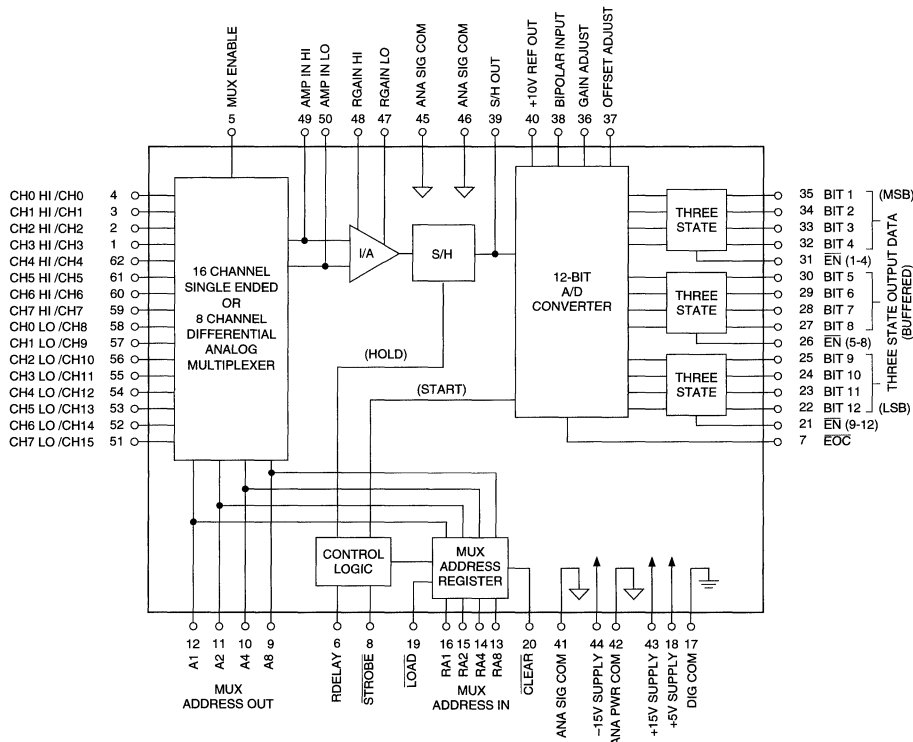 MUX ENABLE
AMP IN HI
AMP IN LO
RGAIN HI
RGAIN LO
ANA SIG COM
ANA SIG COM
S/H OUT
+10V REF OUT
BIPOLAR INPUT
GAIN ADJUST
OFFSET ADJUST
5
49
50
48
47
45
46
39
40
38
36
37
CH0 HI /CH0 4
CH1 HI /CH1 3
CH2 HI /CH2 2
CH3 HI /CH3 1
CH4 HI /CH4 62
CH5 HI /CH5 61
CH6 HI /CH6 60
CH7 HI /CH7 59
CH0 LO /CH8 58
CH1 LO /CH9 57
CH2 LO /CH10 56
CH3 LO /CH11 55
CH4 LO /CH12 54
CH5 LO /CH13 53
CH6 LO /CH14 52
CH7 LO /CH15 51
16 CHANNEL
SINGLE ENDED
OR
8 CHANNEL
DIFFERENTIAL
ANALOG
MULTIPLEXER
I/A
S/H
12-BIT
A/D
CONVERTER
THREE
STATE
THREE
STATE
THREE
STATE
35 BIT 1 (MSB)
34 BIT 2
33 BIT 3
32 BIT 4
31 EN (1-4)
30 BIT 5
29 BIT 6
28 BIT 7
27 BIT 8
26 EN (5-8)
25 BIT 9
24 BIT 10
23 BIT 11
22 BIT 12 (LSB)
21 EN (9-12)
7 EOC
THREE STATE OUTPUT DATA
(BUFFERED)
(HOLD)
(START)
CONTROL
LOGIC
MUX
ADDRESS
REGISTER
12
11
10
9
6
8
19
16
15
14
13
20
41
44
42
43
18
17
A1
A2
A4
A8
RDELAY
STROBE
LOAD
RA1
RA2
RA4
RA8
CLEAR
ANA SIG COM
-15V SUPPLY
ANA PWR COM
+15V SUPPLY
+5V SUPPLY
DIG COM
MUX
ADDRESS OUT
MUX
ADDRESS IN